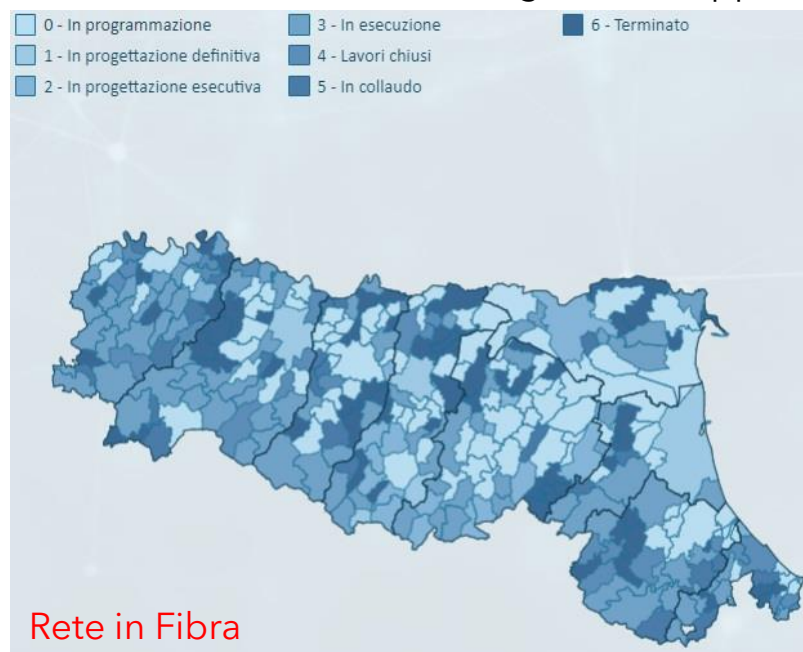 0 - In programmazione
1 - In progettazione definitiva
2 - In progettazione esecutiva
3 - In esecuzione
4 - Lavori chiusi
5 - In collaudo
6 - Terminato
Rete in Fibra